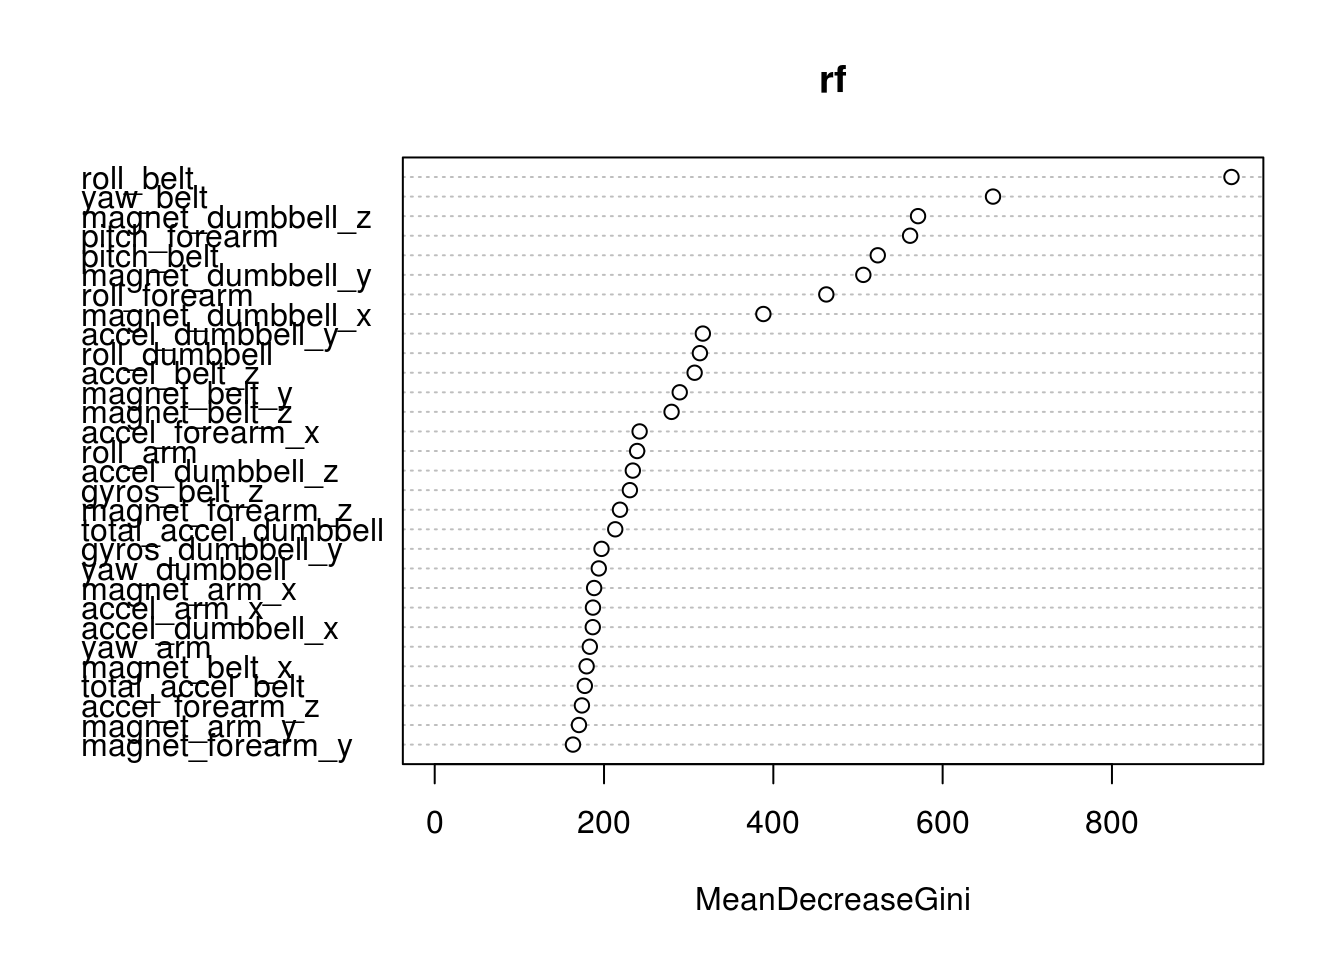 rf
roll_belt
yaw_belt
magnet_dumbbell_z
pitch_forearm
pitch_belt
magnet_dumbbell_y
roll_forearm
magnet_dumbbell_x
accel_dumbbell_y
roll_dumbbell
accel_belt_z
magnet_belt_y
magnet_belt_z
accel_forearm_x
roll_arm
accel_dumbbell_z
gyros_belt_z
magnet_forearm_z
total_accel_dumbbell
gyros_dumbbell_y
yaw_dumbbell
magnet_arm_x
accel_arm_x
accel_dumbbell_x
yaw_arm
magnet_belt_x
total_accel_belt
accel_forearm_z
magnet_arm_y
magnet_forearm_y
0 200 400 600 800
MeanDecreaseGini